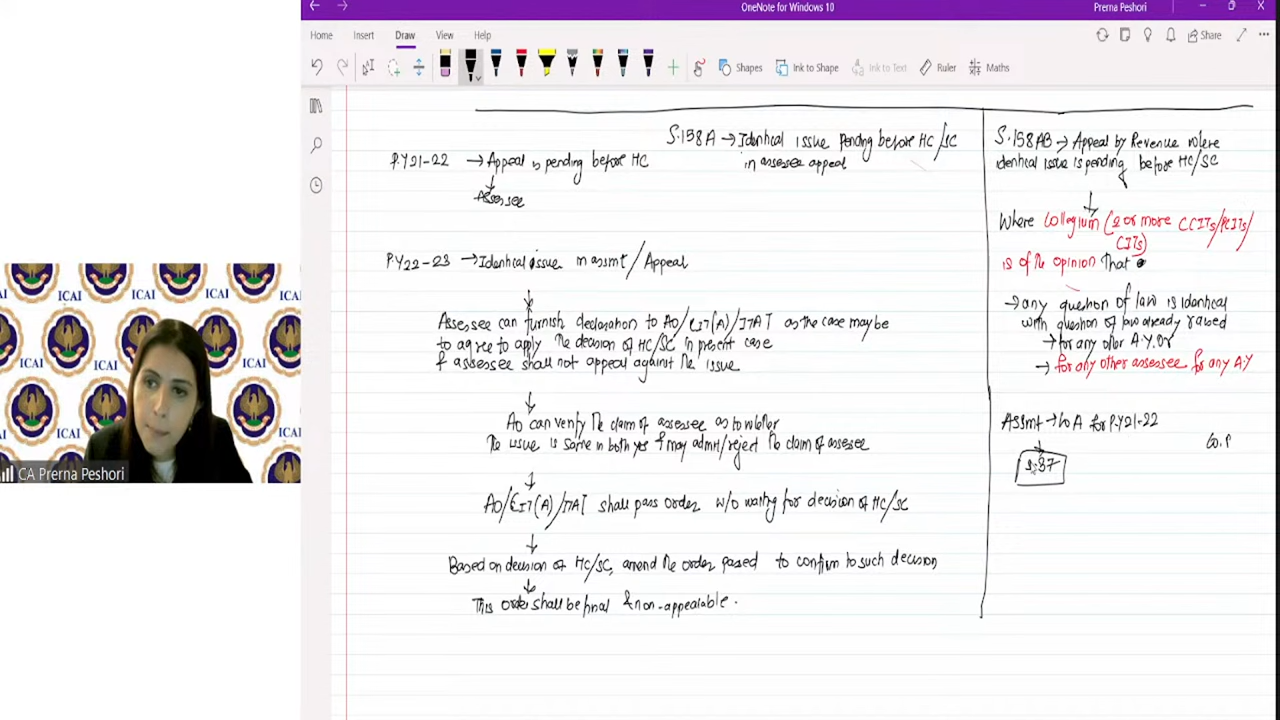 OneNote for Windows 10
Prerna Peshori
Home
Insert
Draw
View
Help
Share
Shapes
Ink to Shape
Ink to Text
Ruler
Maths
S.158A → Identical issue pending before HC/SC
in assessee appeal
P.Y21-22 → Appeal is pending before HC
↓
Assessee
P.Y22-23 → Identical issue in assmt/Appeal
↓
Assessee can furnish declaration to AO/CIT(A)/ITAT as the case may be
to agree to apply the decision of HC/SC in present case
& assessee shall not appeal against the issue
↓
AO can verify the claim of assessee as to whether
the issue is same in both yrs & may admit/reject the claim of assesee
↓
AO/CIT(A)/ITAT shall pass order w/o waiting for decision of HC/SC
↓
Based on decision of HC/SC, amend the order passed to confirm to such decision
↓
This order shall be final & non-appealable.
S.158AB → Appeal by Revenue where
identical issue is pending before HC/SC
↓
Where Collegium (2 or more CCITs/PCITs/
CITs)
is of the opinion that
→ any question of law is identical
with question of law already raised
→ for any other A.Y. or
→ for any other assessee for any A.Y
Assmt → Co A for P.Y21-22
↓
S.37
Co.
ICAI
ICAI
ICAI
ICAI
ICAI
CA Prerna Peshori